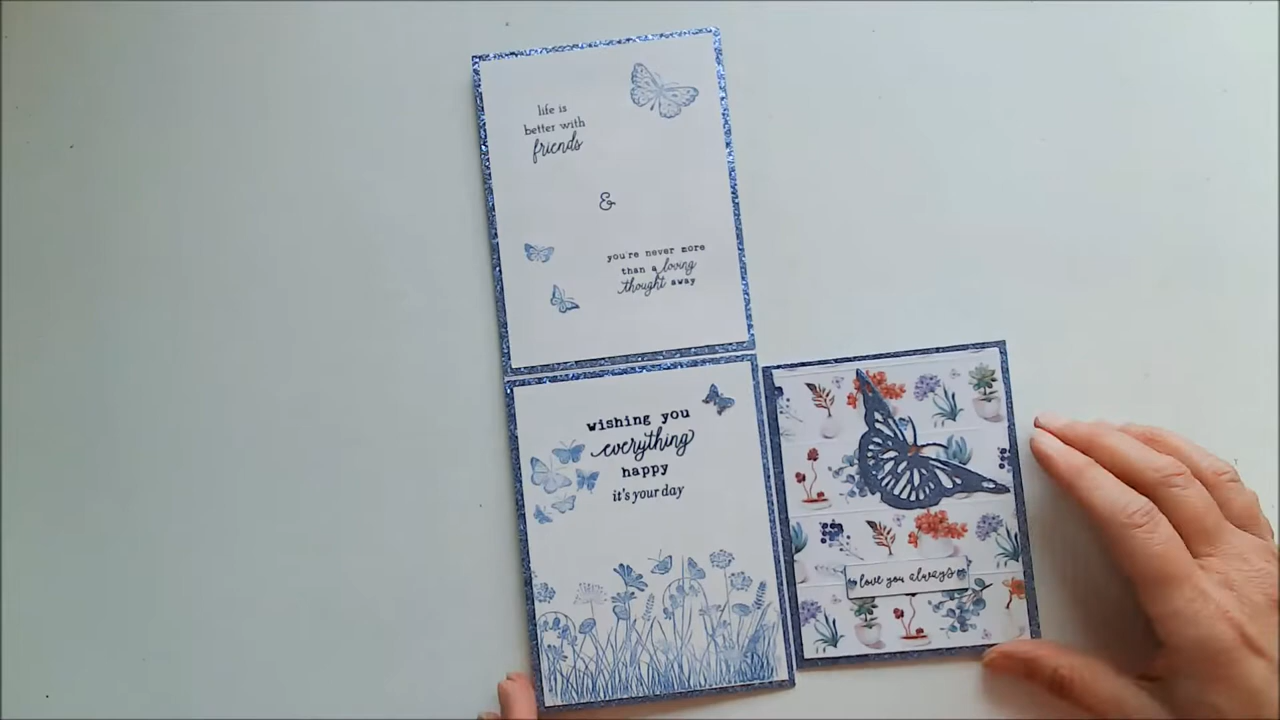 life is
better with
friends
&
you're never more
than a loving
thought away
wishing you
everything
happy
it's your day
love you always